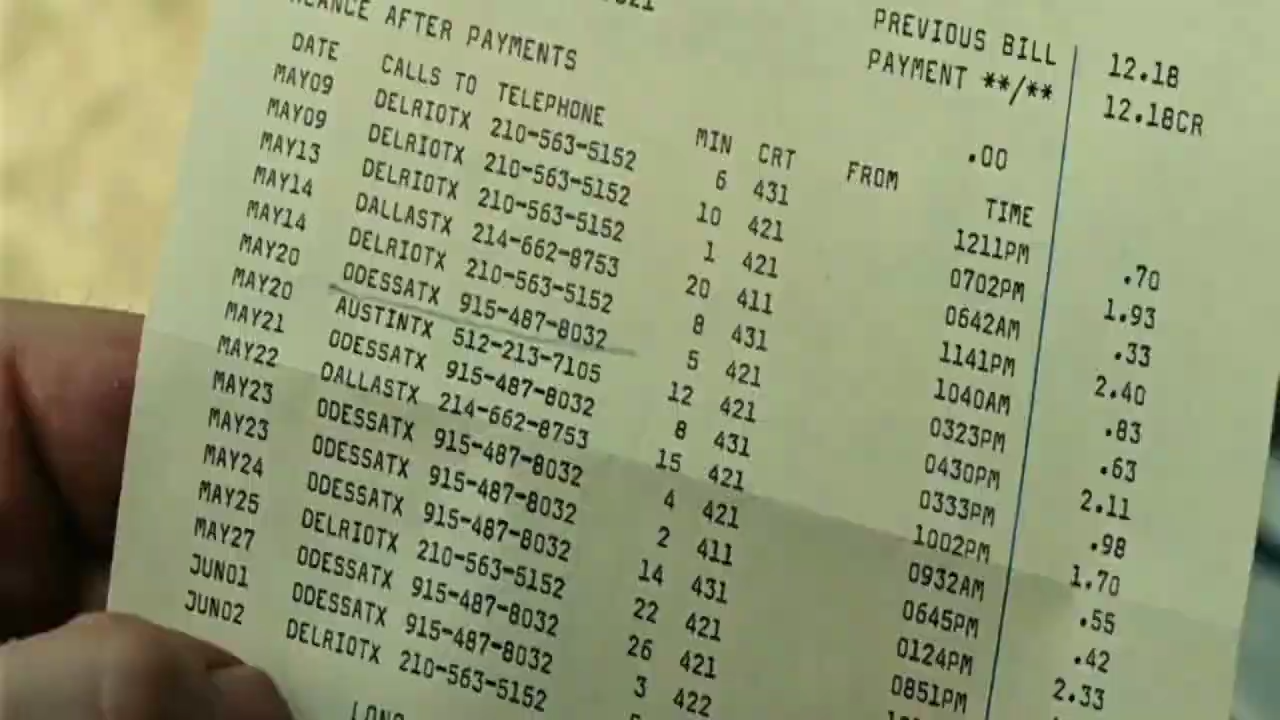 PREVIOUS BILL 12.18
PAYMENT **/** 12.18CR
AFTER PAYMENTS .00
DATE CALLS TO TELEPHONE MIN CRT FROM TIME
MAY09 DELRIOTX 210-563-5152 6 431 1211PM .70
MAY09 DELRIOTX 210-563-5152 10 421 0702PM 1.93
MAY13 DELRIOTX 210-563-5152 1 421 0642AM .33
MAY14 DALLASTX 214-662-8753 20 411 1141PM 2.40
MAY14 DELRIOTX 210-563-5152 8 431 1040AM .83
MAY20 ODESSATX 915-487-8032 5 421 0323PM .63
MAY20 AUSTINTX 512-213-7105 12 421 0430PM 2.11
MAY21 ODESSATX 915-487-8032 8 431 0333PM .98
MAY22 DALLASTX 214-662-8753 15 421 1002PM 1.70
MAY23 ODESSATX 915-487-8032 4 421 0932AM .55
MAY23 ODESSATX 915-487-8032 2 411 0645PM .42
MAY24 ODESSATX 915-487-8032 14 431 0124PM 2.33
MAY25 DELRIOTX 210-563-5152 22 421 0851PM
MAY27 ODESSATX 915-487-8032 26 421
JUN01 ODESSATX 915-487-8032 3 422
JUN02 DELRIOTX 210-563-5152